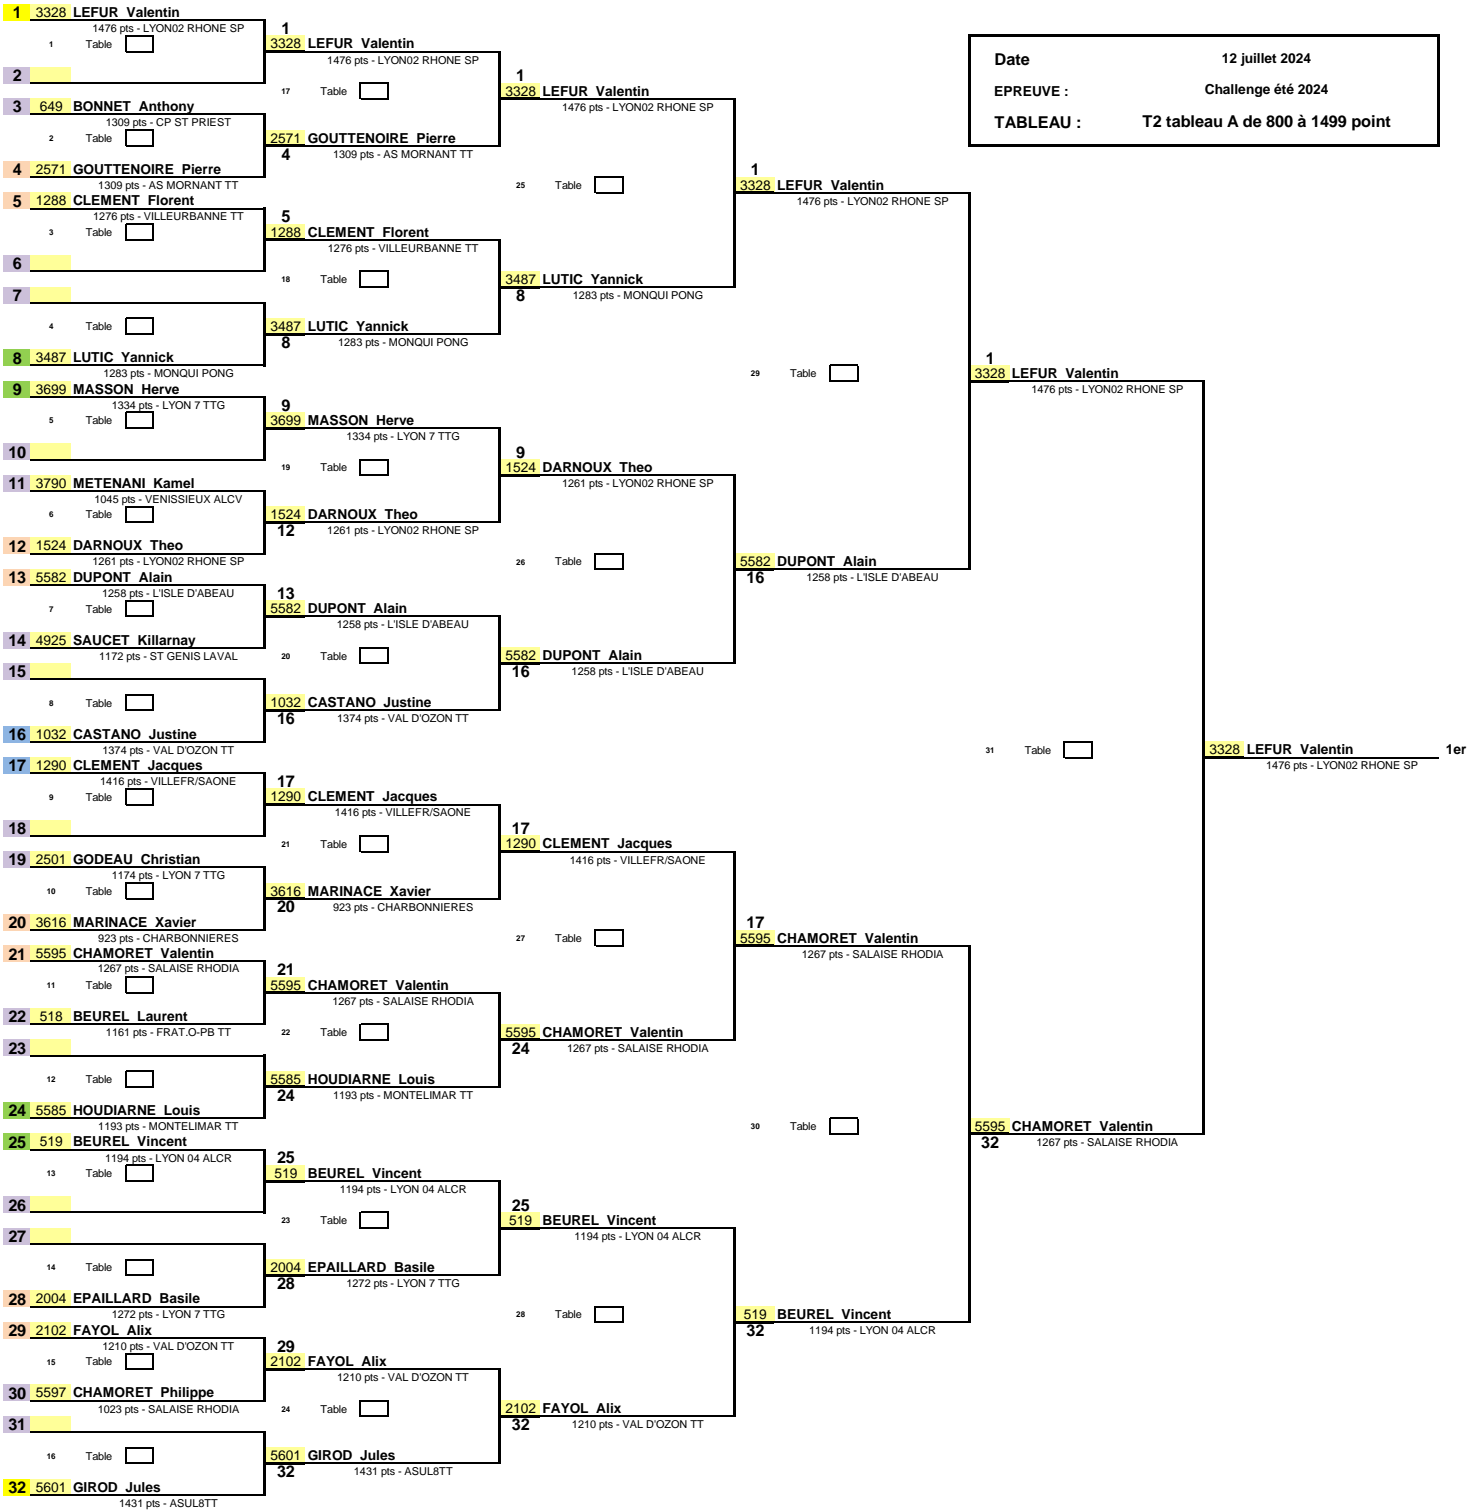 Date 12 juillet 2024
EPREUVE : Challenge été 2024
TABLEAU : T2 tableau A de 800 à 1499 point
1 3328 LEFUR Valentin
1476 pts - LYON02 RHONE SP
1 Table
2
3 649 BONNET Anthony
1309 pts - CP ST PRIEST
2 Table
4 2571 GOUTTENOIRE Pierre
1309 pts - AS MORNANT TT
5 1288 CLEMENT Florent
1276 pts - VILLEURBANNE TT
3 Table
6
7
4 Table
8 3487 LUTIC Yannick
1283 pts - MONQUI PONG
9 3699 MASSON Herve
1334 pts - LYON 7 TTG
5 Table
10
11 3790 METENANI Kamel
1045 pts - VENISSIEUX ALCV
6 Table
12 1524 DARNOUX Theo
1261 pts - LYON02 RHONE SP
13 5582 DUPONT Alain
1258 pts - L'ISLE D'ABEAU
7 Table
14 4925 SAUCET Killarnay
1172 pts - ST GENIS LAVAL
15
8 Table
16 1032 CASTANO Justine
1374 pts - VAL D'OZON TT
17 1290 CLEMENT Jacques
1416 pts - VILLEFR/SAONE
9 Table
18
19 2501 GODEAU Christian
1174 pts - LYON 7 TTG
10 Table
20 3616 MARINACE Xavier
923 pts - CHARBONNIERES
21 5595 CHAMORET Valentin
1267 pts - SALAISE RHODIA
11 Table
22 518 BEUREL Laurent
1161 pts - FRAT.O-PB TT
23
12 Table
24 5585 HOUDIARNE Louis
1193 pts - MONTELIMAR TT
25 519 BEUREL Vincent
1194 pts - LYON 04 ALCR
13 Table
26
27
14 Table
28 2004 EPAILLARD Basile
1272 pts - LYON 7 TTG
29 2102 FAYOL Alix
1210 pts - VAL D'OZON TT
15 Table
30 5597 CHAMORET Philippe
1023 pts - SALAISE RHODIA
31
16 Table
32 5601 GIROD Jules
1431 pts - ASUL8TT
1
3328 LEFUR Valentin
1476 pts - LYON02 RHONE SP
17 Table
2571 GOUTTENOIRE Pierre
4 1309 pts - AS MORNANT TT
5
1288 CLEMENT Florent
1276 pts - VILLEURBANNE TT
18 Table
3487 LUTIC Yannick
8 1283 pts - MONQUI PONG
9
3699 MASSON Herve
1334 pts - LYON 7 TTG
19 Table
1524 DARNOUX Theo
12 1261 pts - LYON02 RHONE SP
13
5582 DUPONT Alain
1258 pts - L'ISLE D'ABEAU
20 Table
1032 CASTANO Justine
16 1374 pts - VAL D'OZON TT
17
1290 CLEMENT Jacques
1416 pts - VILLEFR/SAONE
21 Table
3616 MARINACE Xavier
20 923 pts - CHARBONNIERES
21
5595 CHAMORET Valentin
1267 pts - SALAISE RHODIA
22 Table
5585 HOUDIARNE Louis
24 1193 pts - MONTELIMAR TT
25
519 BEUREL Vincent
1194 pts - LYON 04 ALCR
23 Table
2004 EPAILLARD Basile
28 1272 pts - LYON 7 TTG
29
2102 FAYOL Alix
1210 pts - VAL D'OZON TT
24 Table
5601 GIROD Jules
32 1431 pts - ASUL8TT
1
3328 LEFUR Valentin
1476 pts - LYON02 RHONE SP
25 Table
3487 LUTIC Yannick
8 1283 pts - MONQUI PONG
9
1524 DARNOUX Theo
1261 pts - LYON02 RHONE SP
26 Table
5582 DUPONT Alain
16 1258 pts - L'ISLE D'ABEAU
17
1290 CLEMENT Jacques
1416 pts - VILLEFR/SAONE
27 Table
5595 CHAMORET Valentin
24 1267 pts - SALAISE RHODIA
25
519 BEUREL Vincent
1194 pts - LYON 04 ALCR
28 Table
2102 FAYOL Alix
32 1210 pts - VAL D'OZON TT
1
3328 LEFUR Valentin
1476 pts - LYON02 RHONE SP
29 Table
5582 DUPONT Alain
16 1258 pts - L'ISLE D'ABEAU
17
5595 CHAMORET Valentin
1267 pts - SALAISE RHODIA
30 Table
519 BEUREL Vincent
32 1194 pts - LYON 04 ALCR
1
3328 LEFUR Valentin
1476 pts - LYON02 RHONE SP
31 Table
5595 CHAMORET Valentin
32 1267 pts - SALAISE RHODIA
3328 LEFUR Valentin 1er
1476 pts - LYON02 RHONE SP